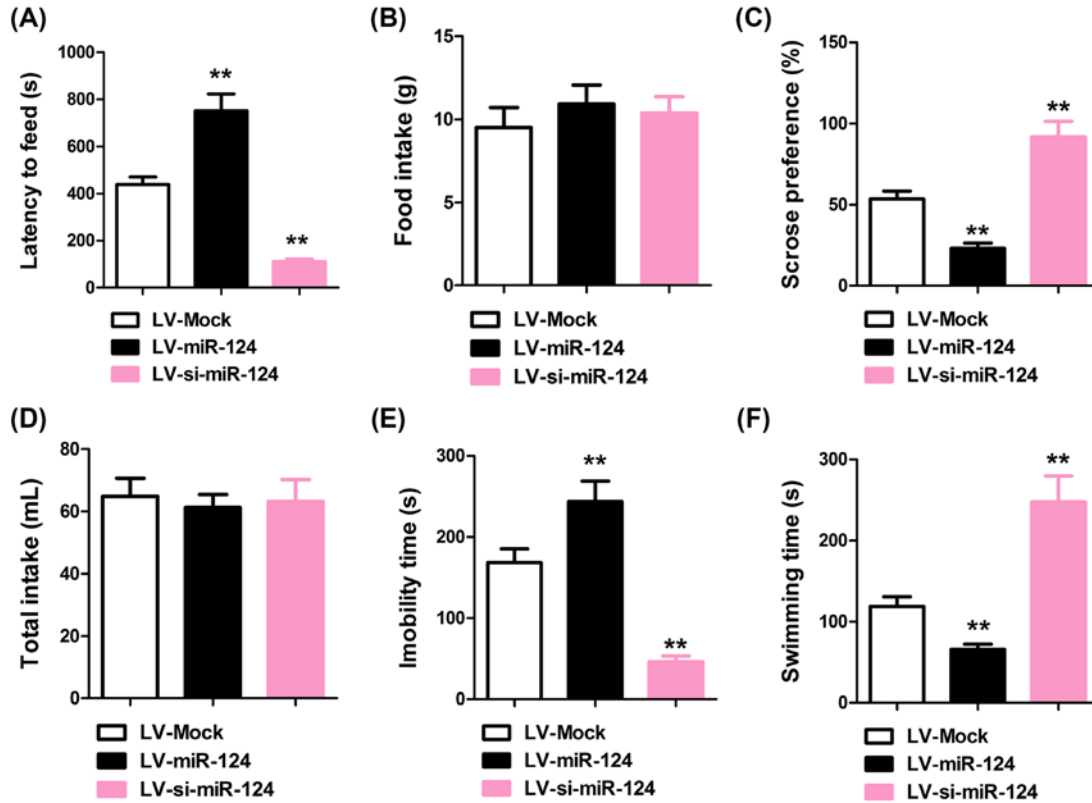 (A)
Latency to feed (s)
1000
800
600
400
200
0
**
**
LV-Mock
LV-miR-124
LV-si-miR-124
(B)
Food intake (g)
15
10
5
0
LV-Mock
LV-miR-124
LV-si-miR-124
(C)
Scrose preference (%)
150
100
50
0
**
**
LV-Mock
LV-miR-124
LV-si-miR-124
(D)
Total intake (mL)
80
60
40
20
0
LV-Mock
LV-miR-124
LV-si-miR-124
(E)
Imobility time (s)
300
200
100
0
**
**
LV-Mock
LV-miR-124
LV-si-miR-124
(F)
Swimming time (s)
300
200
100
0
**
**
LV-Mock
LV-miR-124
LV-si-miR-124